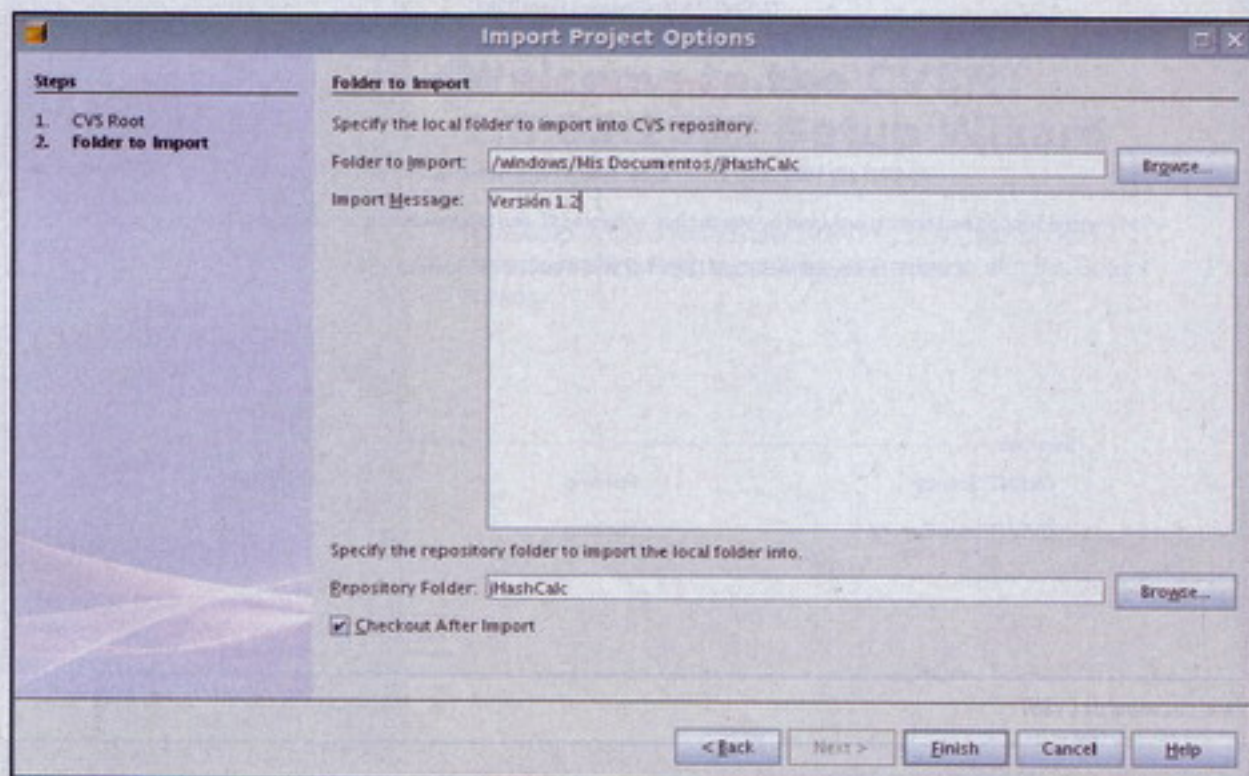 Import Project Options
Steps
1. CVS Root
2. Folder to Import
Folder to Import
Specify the local folder to import into CVS repository.
Folder to Import: /windows/Mis Documentos/jHashCalc Browse...
Import Message: Versión 1.2
Specify the repository folder to import the local folder into.
Repository Folder: jHashCalc Browse...
Checkout After Import
< Back Next > Finish Cancel Help